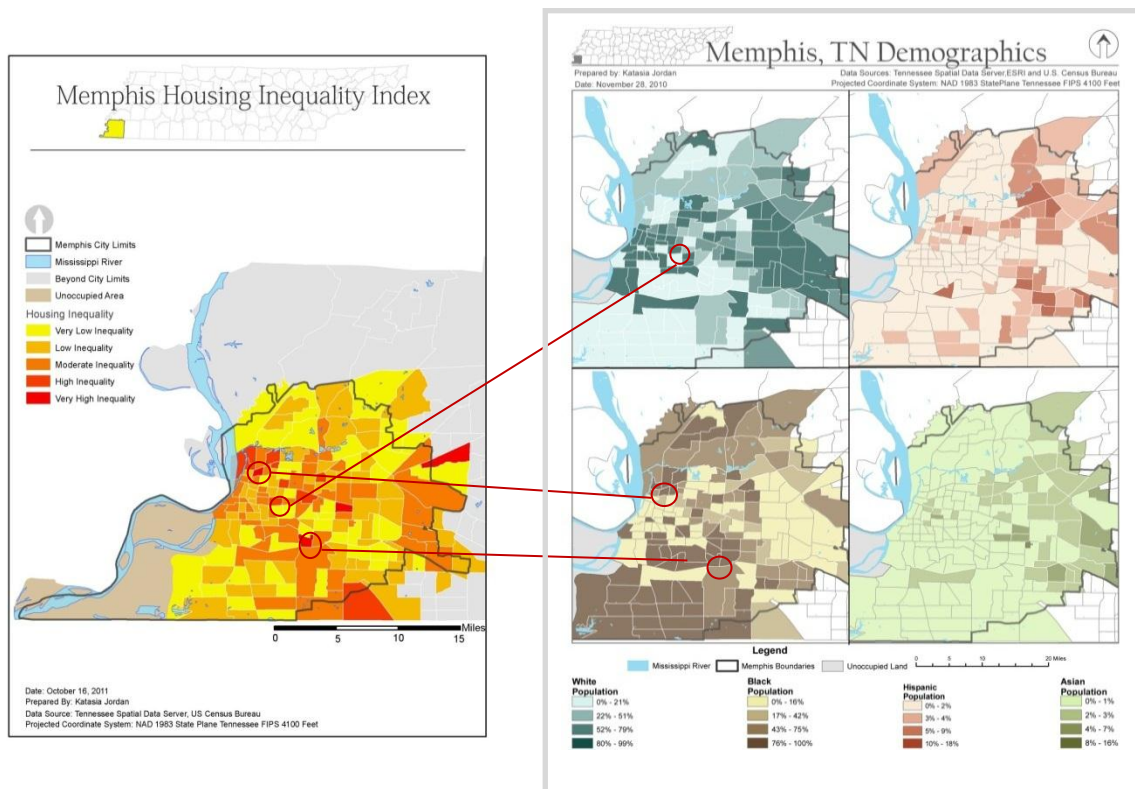 Memphis Housing Inequality Index
Memphis City Limits
Mississippi River
Beyond City Limits
Unoccupied Area
Housing Inequality
Very Low Inequality
Low Inequality
Moderate Inequality
High Inequality
Very High Inequality
Miles
0 5 10 15
Date: October 16, 2011
Prepared By: Katasia Jordan
Data Source: Tennessee Spatial Data Server, US Census Bureau
Projected Coordinate System: NAD 1983 State Plane Tennessee FIPS 4100 Feet
Memphis, TN Demographics
Prepared by: Katasia Jordan
Date: November 28, 2010
Data Sources: Tennessee Spatial Data Server,ESRI and U.S. Census Bureau
Projected Coordinate System: NAD 1983 StatePlane Tennessee FIPS 4100 Feet
Legend
Mississippi River
Memphis Boundaries
Unoccupied Land
0 5 10 20 Miles
White
Population
0% - 21%
22% - 51%
52% - 79%
80% - 99%
Black
Population
0% - 16%
17% - 42%
43% - 75%
76% - 100%
Hispanic
Population
0% - 2%
3% - 4%
5% - 9%
10% - 18%
Asian
Population
0% - 1%
2% - 3%
4% - 7%
8% - 16%